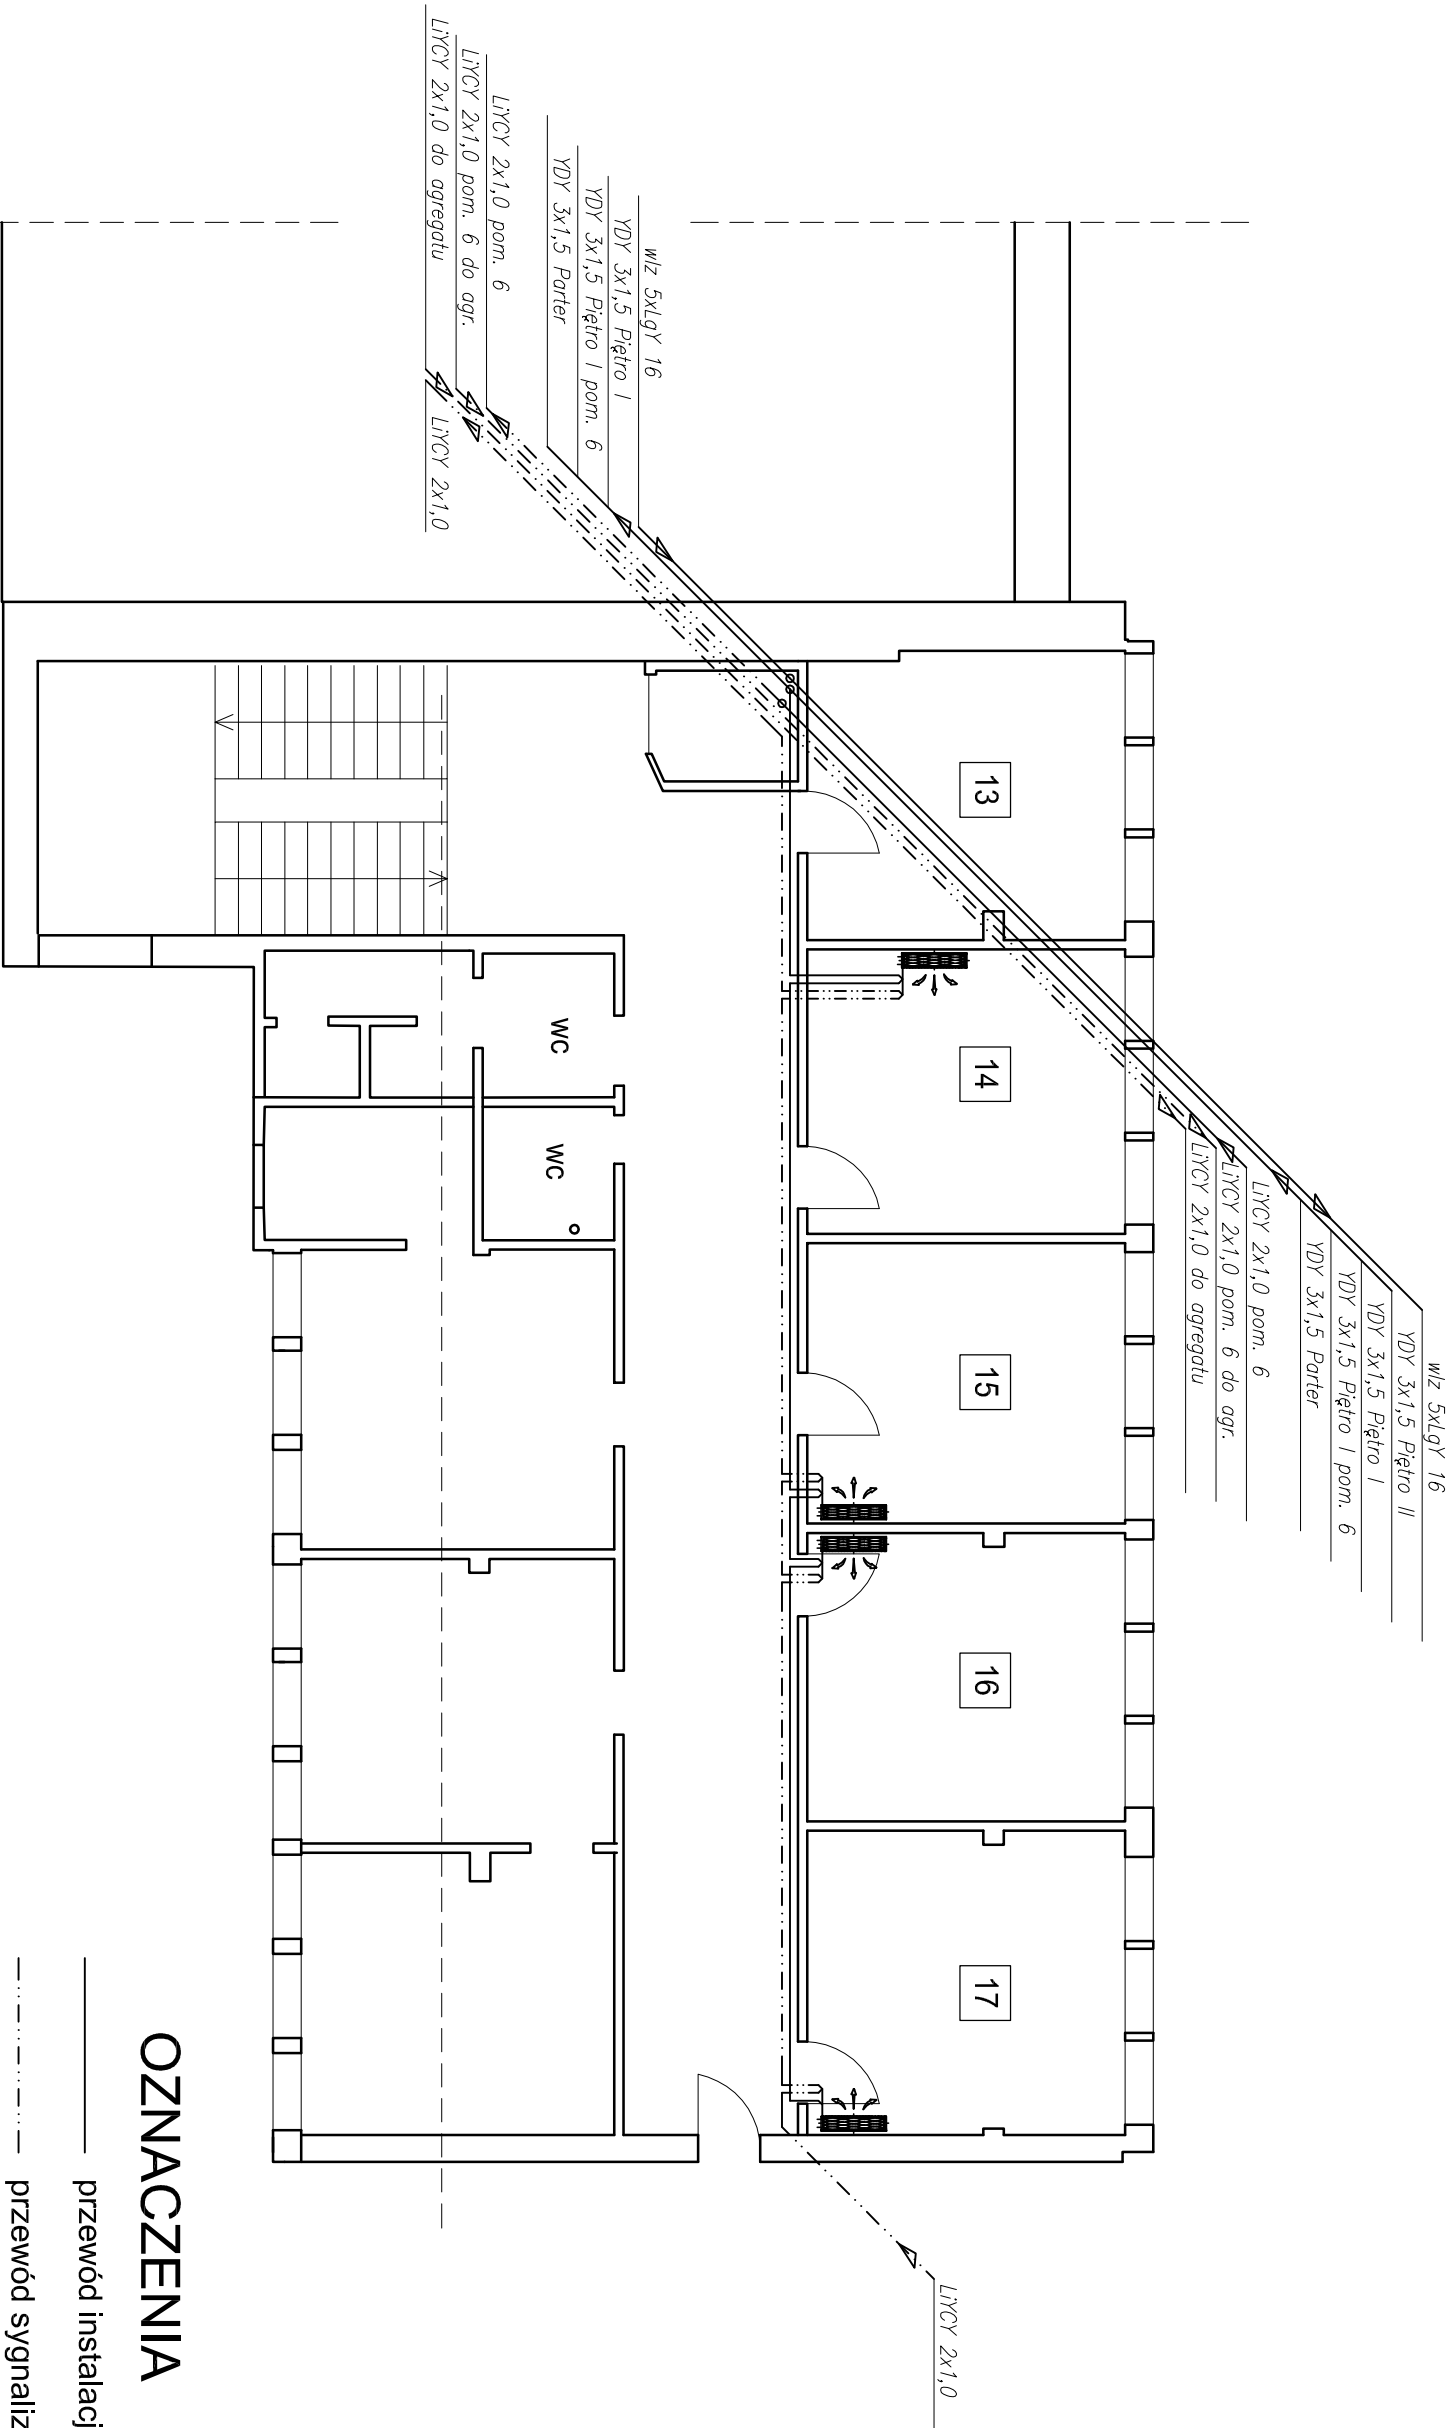 wlz 5xLgY 16
YDY 3x1,5 Piętro II
YDY 3x1,5 Piętro I
YDY 3x1,5 Piętro I pom. 6
YDY 3x1,5 Parter
LiYCY 2x1,0 pom. 6
LiYCY 2x1,0 pom. 6 do agr.
LiYCY 2x1,0 do agregatu
13
14
15
16
17
wlz 5xLgY 16
YDY 3x1,5 Piętro I
YDY 3x1,5 Piętro I pom. 6
YDY 3x1,5 Parter
LiYCY 2x1,0 pom. 6
LiYCY 2x1,0 pom. 6 do agr.
LiYCY 2x1,0 do agregatu
LiYCY 2x1,0
LiYCY 2x1,0
wc
wc
OZNACZENIA
przewód instalacj
przewód sygnaliz